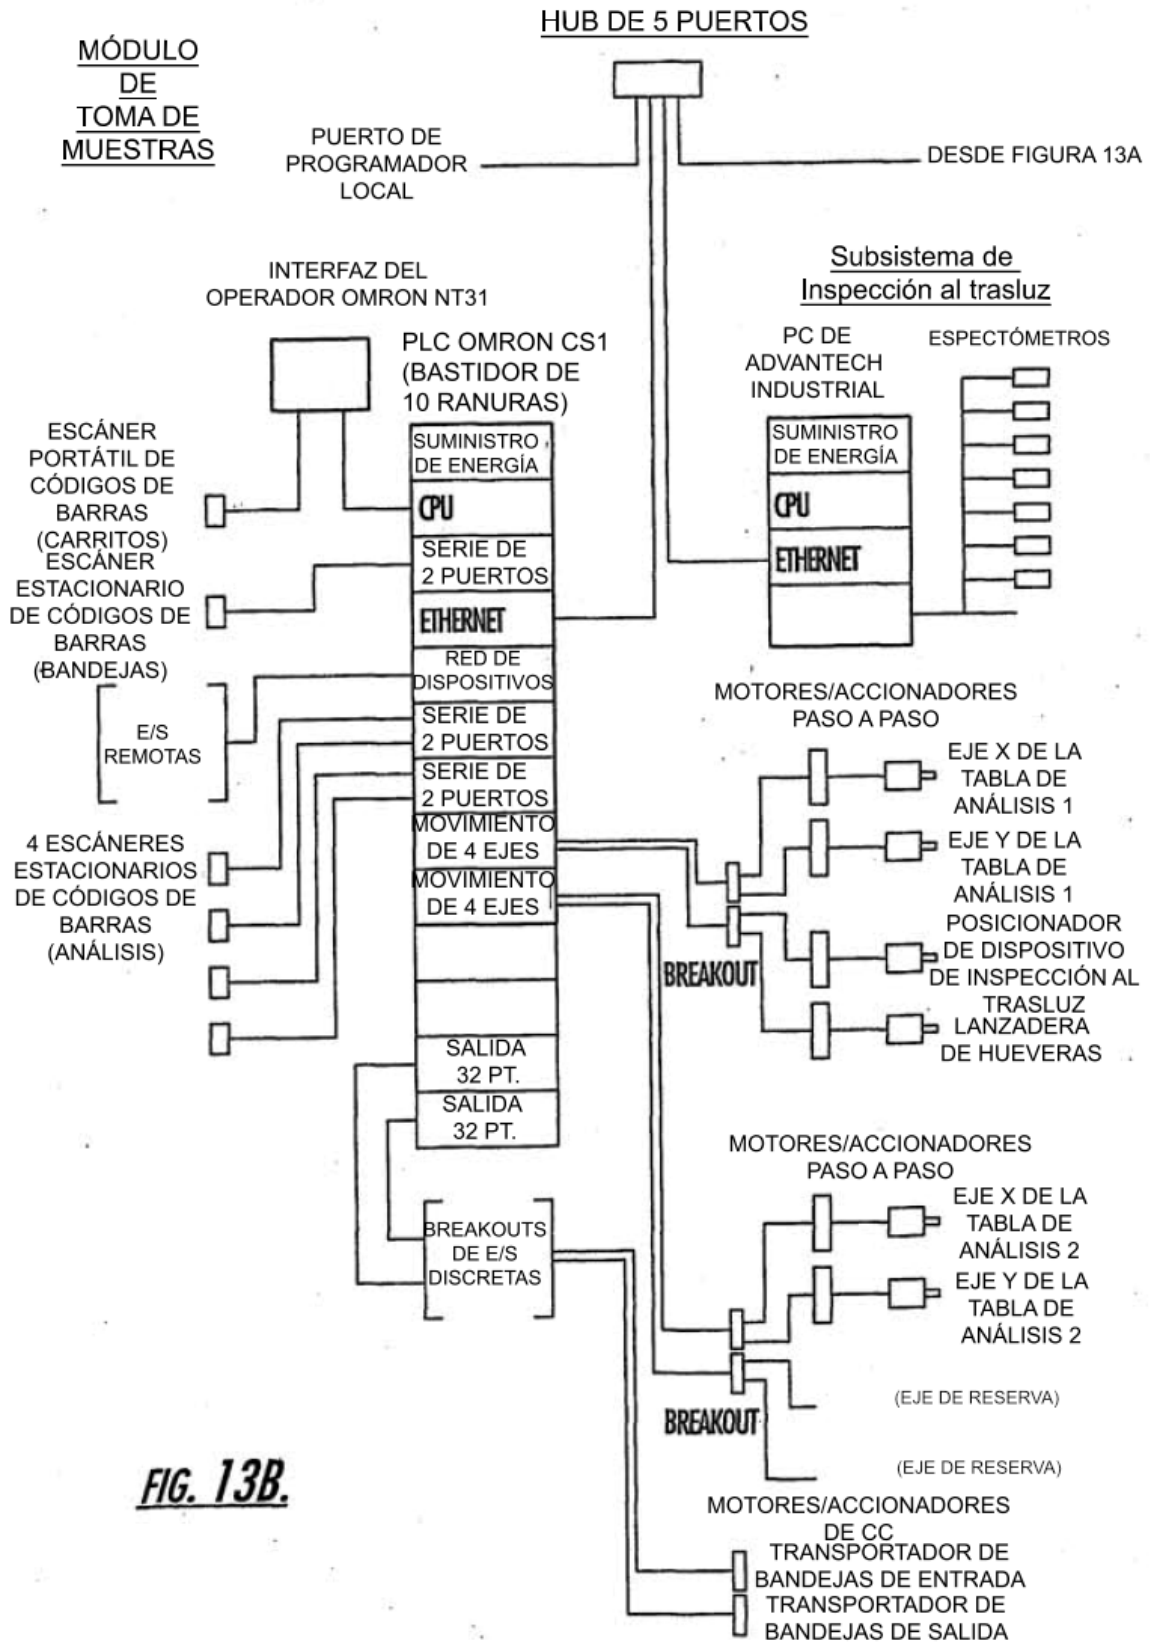 HUB DE 5 PUERTOS
MÓDULO
DE
TOMA DE
MUESTRAS
PUERTO DE
PROGRAMADOR
LOCAL
DESDE FIGURA 13A
INTERFAZ DEL
OPERADOR OMRON NT31
Subsistema de
Inspección al trasluz
PLC OMRON CS1
(BASTIDOR DE
10 RANURAS)
PC DE
ADVANTECH
INDUSTRIAL
ESPECTÓMETROS
ESCÁNER
PORTÁTIL DE
CÓDIGOS DE
BARRAS
(CARRITOS)
ESCÁNER
ESTACIONARIO
DE CÓDIGOS DE
BARRAS
(BANDEJAS)
E/S
REMOTAS
4 ESCÁNERES
ESTACIONARIOS
DE CÓDIGOS DE
BARRAS
(ANÁLISIS)
SUMINISTRO
DE ENERGÍA
CPU
SERIE DE
2 PUERTOS
ETHERNET
RED DE
DISPOSITIVOS
SERIE DE
2 PUERTOS
SERIE DE
2 PUERTOS
MOVIMIENTO
DE 4 EJES
MOVIMIENTO
DE 4 EJES
SALIDA
32 PT.
SALIDA
32 PT.
BREAKOUTS
DE E/S
DISCRETAS
SUMINISTRO
DE ENERGÍA
CPU
ETHERNET
MOTORES/ACCIONADORES
PASO A PASO
EJE X DE LA
TABLA DE
ANÁLISIS 1
EJE Y DE LA
TABLA DE
ANÁLISIS 1
POSICIONADOR
DE DISPOSITIVO
DE INSPECCIÓN AL
TRASLUZ
LANZADERA
DE HUEVERAS
BREAKOUT
MOTORES/ACCIONADORES
PASO A PASO
EJE X DE LA
TABLA DE
ANÁLISIS 2
EJE Y DE LA
TABLA DE
ANÁLISIS 2
(EJE DE RESERVA)
BREAKOUT
(EJE DE RESERVA)
MOTORES/ACCIONADORES
DE CC
TRANSPORTADOR DE
BANDEJAS DE ENTRADA
TRANSPORTADOR DE
BANDEJAS DE SALIDA
FIG. 13B.